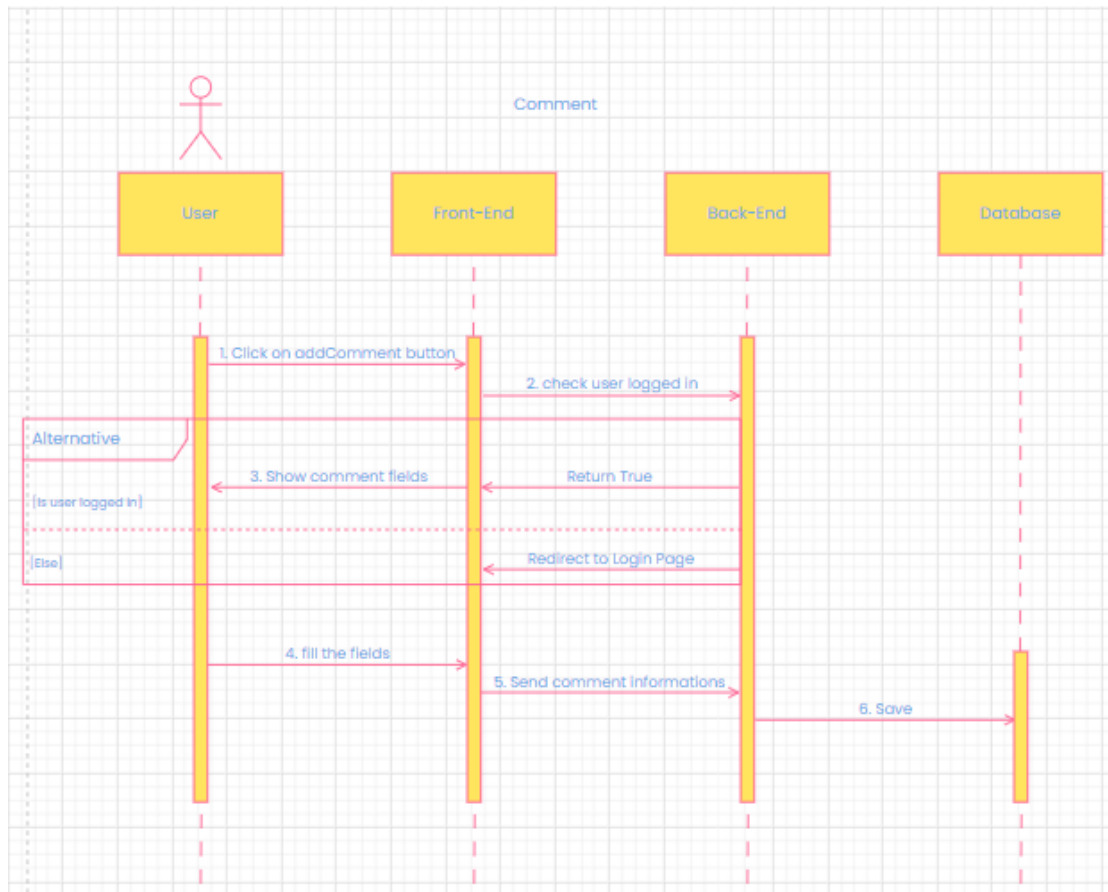 Comment
User
Front-End
Back-End
Database
1. Click on addComment button
2. check user logged in
Alternative
3. Show comment fields
Return True
[Is user logged in]
Redirect to Login Page
[Else]
4. fill the fields
5. Send comment informations
6. Save